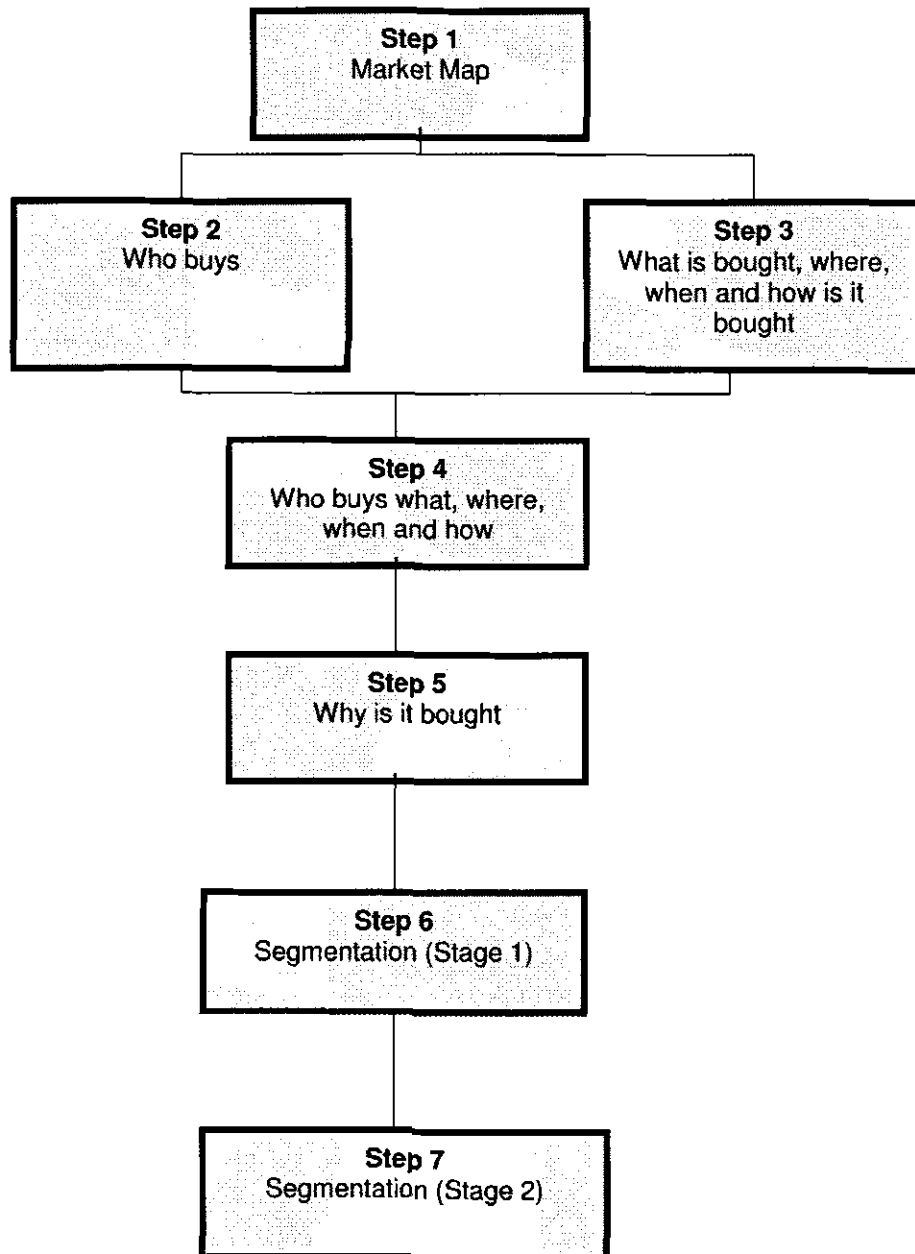 Step 1
Market Map
Step 2
Who buys
Step 3
What is bought, where,
when and how is it
bought
Step 4
Who buys what, where,
when and how
Step 5
Why is it bought
Step 6
Segmentation (Stage 1)
Step 7
Segmentation (Stage 2)